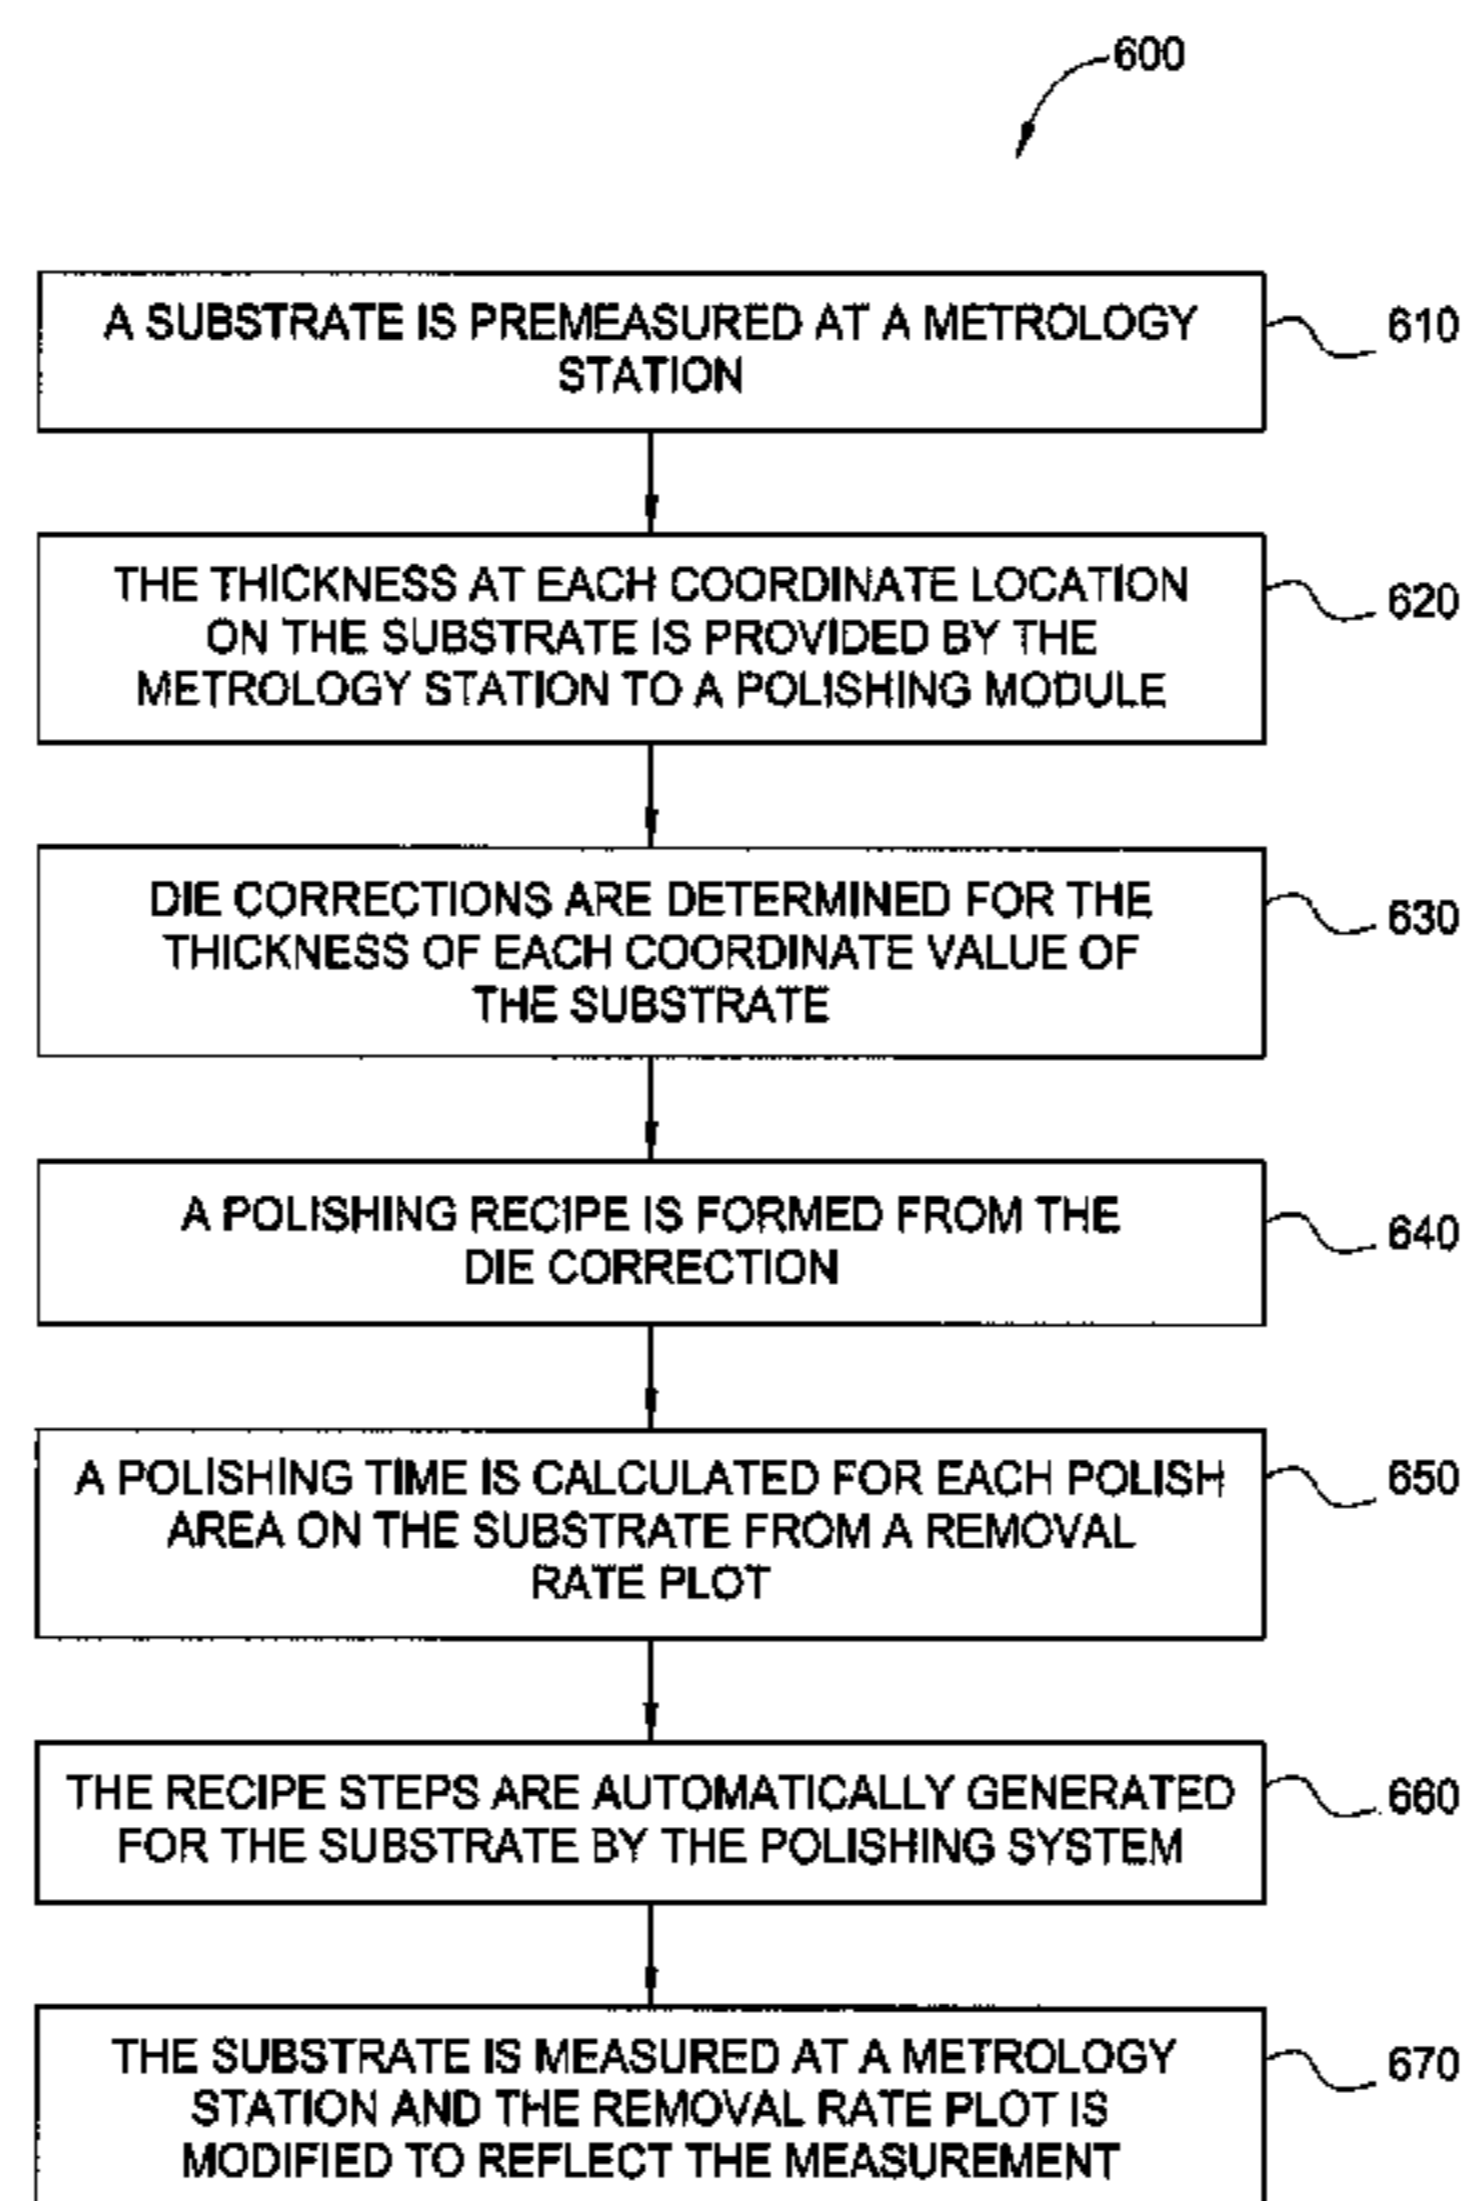 600
A SUBSTRATE IS PREMEASURED AT A METROLOGY
STATION
610
THE THICKNESS AT EACH COORDINATE LOCATION
ON THE SUBSTRATE IS PROVIDED BY THE
METROLOGY STATION TO A POLISHING MODULE
620
DIE CORRECTIONS ARE DETERMINED FOR THE
THICKNESS OF EACH COORDINATE VALUE OF
THE SUBSTRATE
630
A POLISHING RECIPE IS FORMED FROM THE
DIE CORRECTION
640
A POLISHING TIME IS CALCULATED FOR EACH POLISH
AREA ON THE SUBSTRATE FROM A REMOVAL
RATE PLOT
650
THE RECIPE STEPS ARE AUTOMATICALLY GENERATED
FOR THE SUBSTRATE BY THE POLISHING SYSTEM
660
THE SUBSTRATE IS MEASURED AT A METROLOGY
STATION AND THE REMOVAL RATE PLOT IS
MODIFIED TO REFLECT THE MEASUREMENT
670